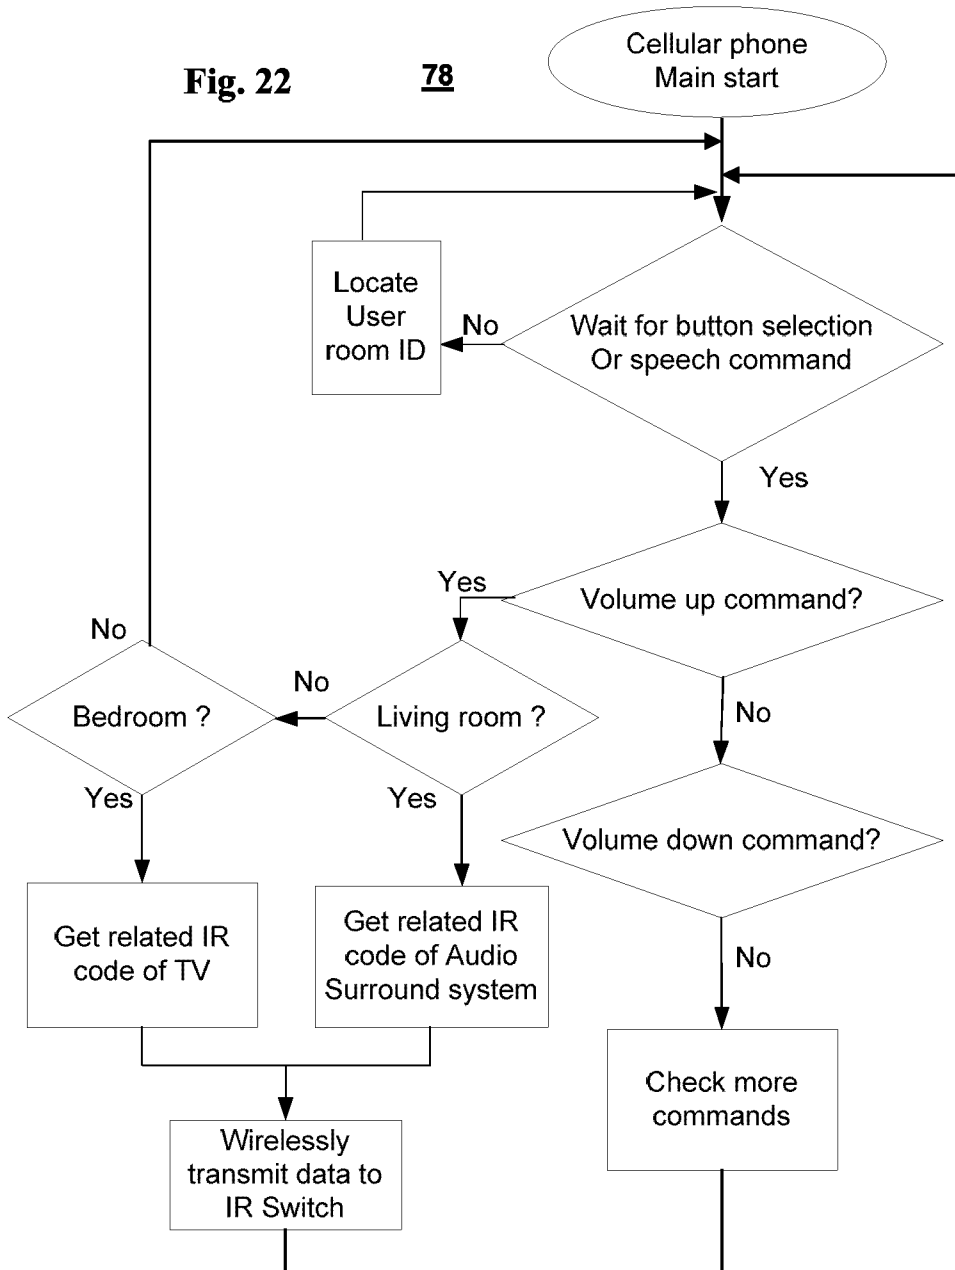 Cellular phone
Main start
Fig. 22
78
Locate
User
room ID
No
Wait for button selection
Or speech command
Yes
Yes
Volume up command?
No
No
Bedroom ?
Living room ?
No
Yes
Yes
Volume down command?
Get related IR
code of TV
Get related IR
code of Audio
Surround system
No
Check more
commands
Wirelessly
transmit data to
IR Switch